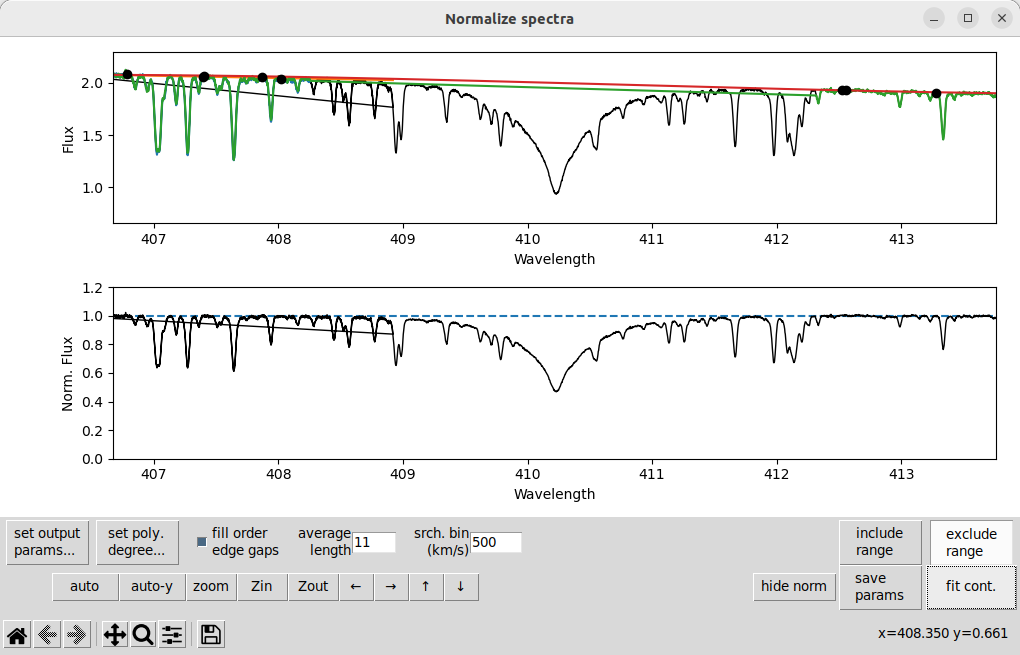 Normalize spectra
2.0
1.5
1.0
Flux
407 408 409 410 411 412 413
Wavelength
1.2
1.0
0.8
0.6
0.4
0.2
0.0
Norm. Flux
407 408 409 410 411 412 413
Wavelength
set output
params...
set poly.
degree...
fill order
edge gaps
average
length 11
srch. bin
(km/s) 500
include
range
exclude
range
auto auto-y zoom Zin Zout ← → ↑ ↓
hide norm
save
params
fit cont.
x=408.350 y=0.661